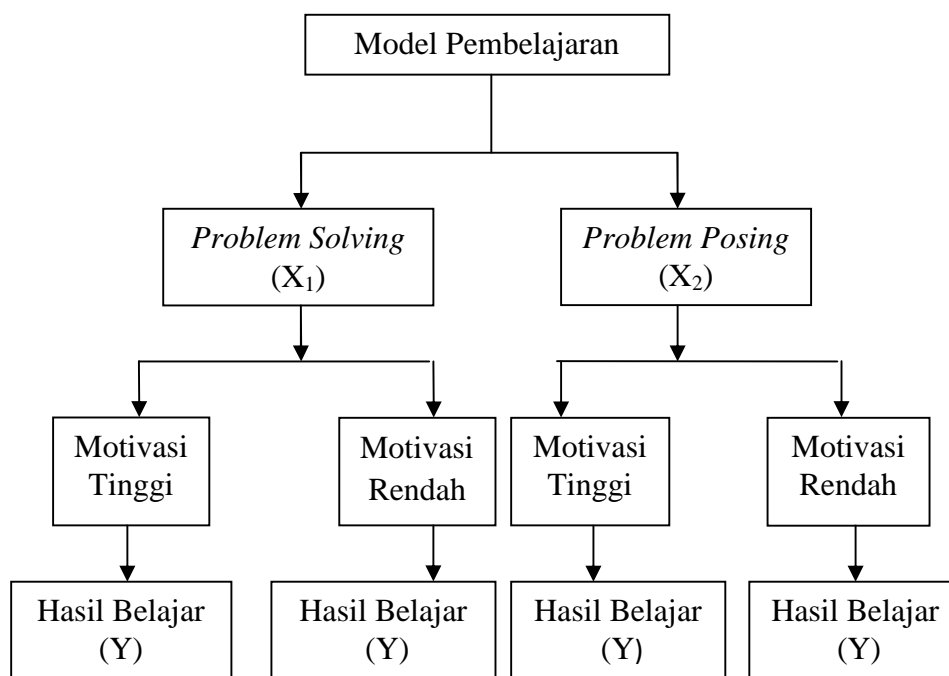 Model Pembelajaran
Problem Solving
(X₁)
Problem Posing
(X₂)
Motivasi
Tinggi
Motivasi
Rendah
Motivasi
Tinggi
Motivasi
Rendah
Hasil Belajar
(Y)
Hasil Belajar
(Y)
Hasil Belajar
(Y)
Hasil Belajar
(Y)